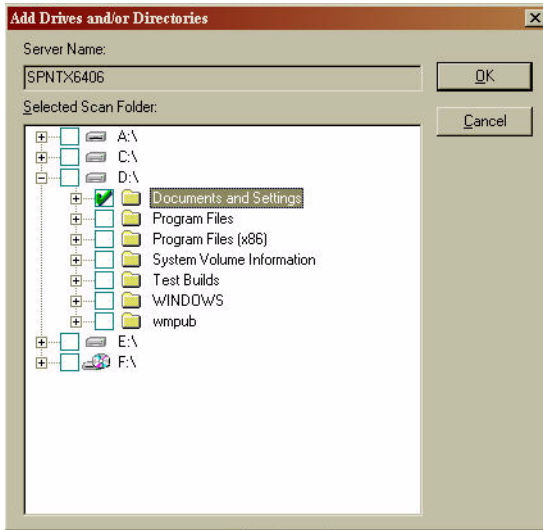 Add Drives and/or Directories
Server Name:
SPNTX6406
OK
Selected Scan Folder:
Cancel
A:\
C:\
D:\
Documents and Settings
Program Files
Program Files (x86)
System Volume Information
Test Builds
WINDOWS
wmpub
E:\
F:\